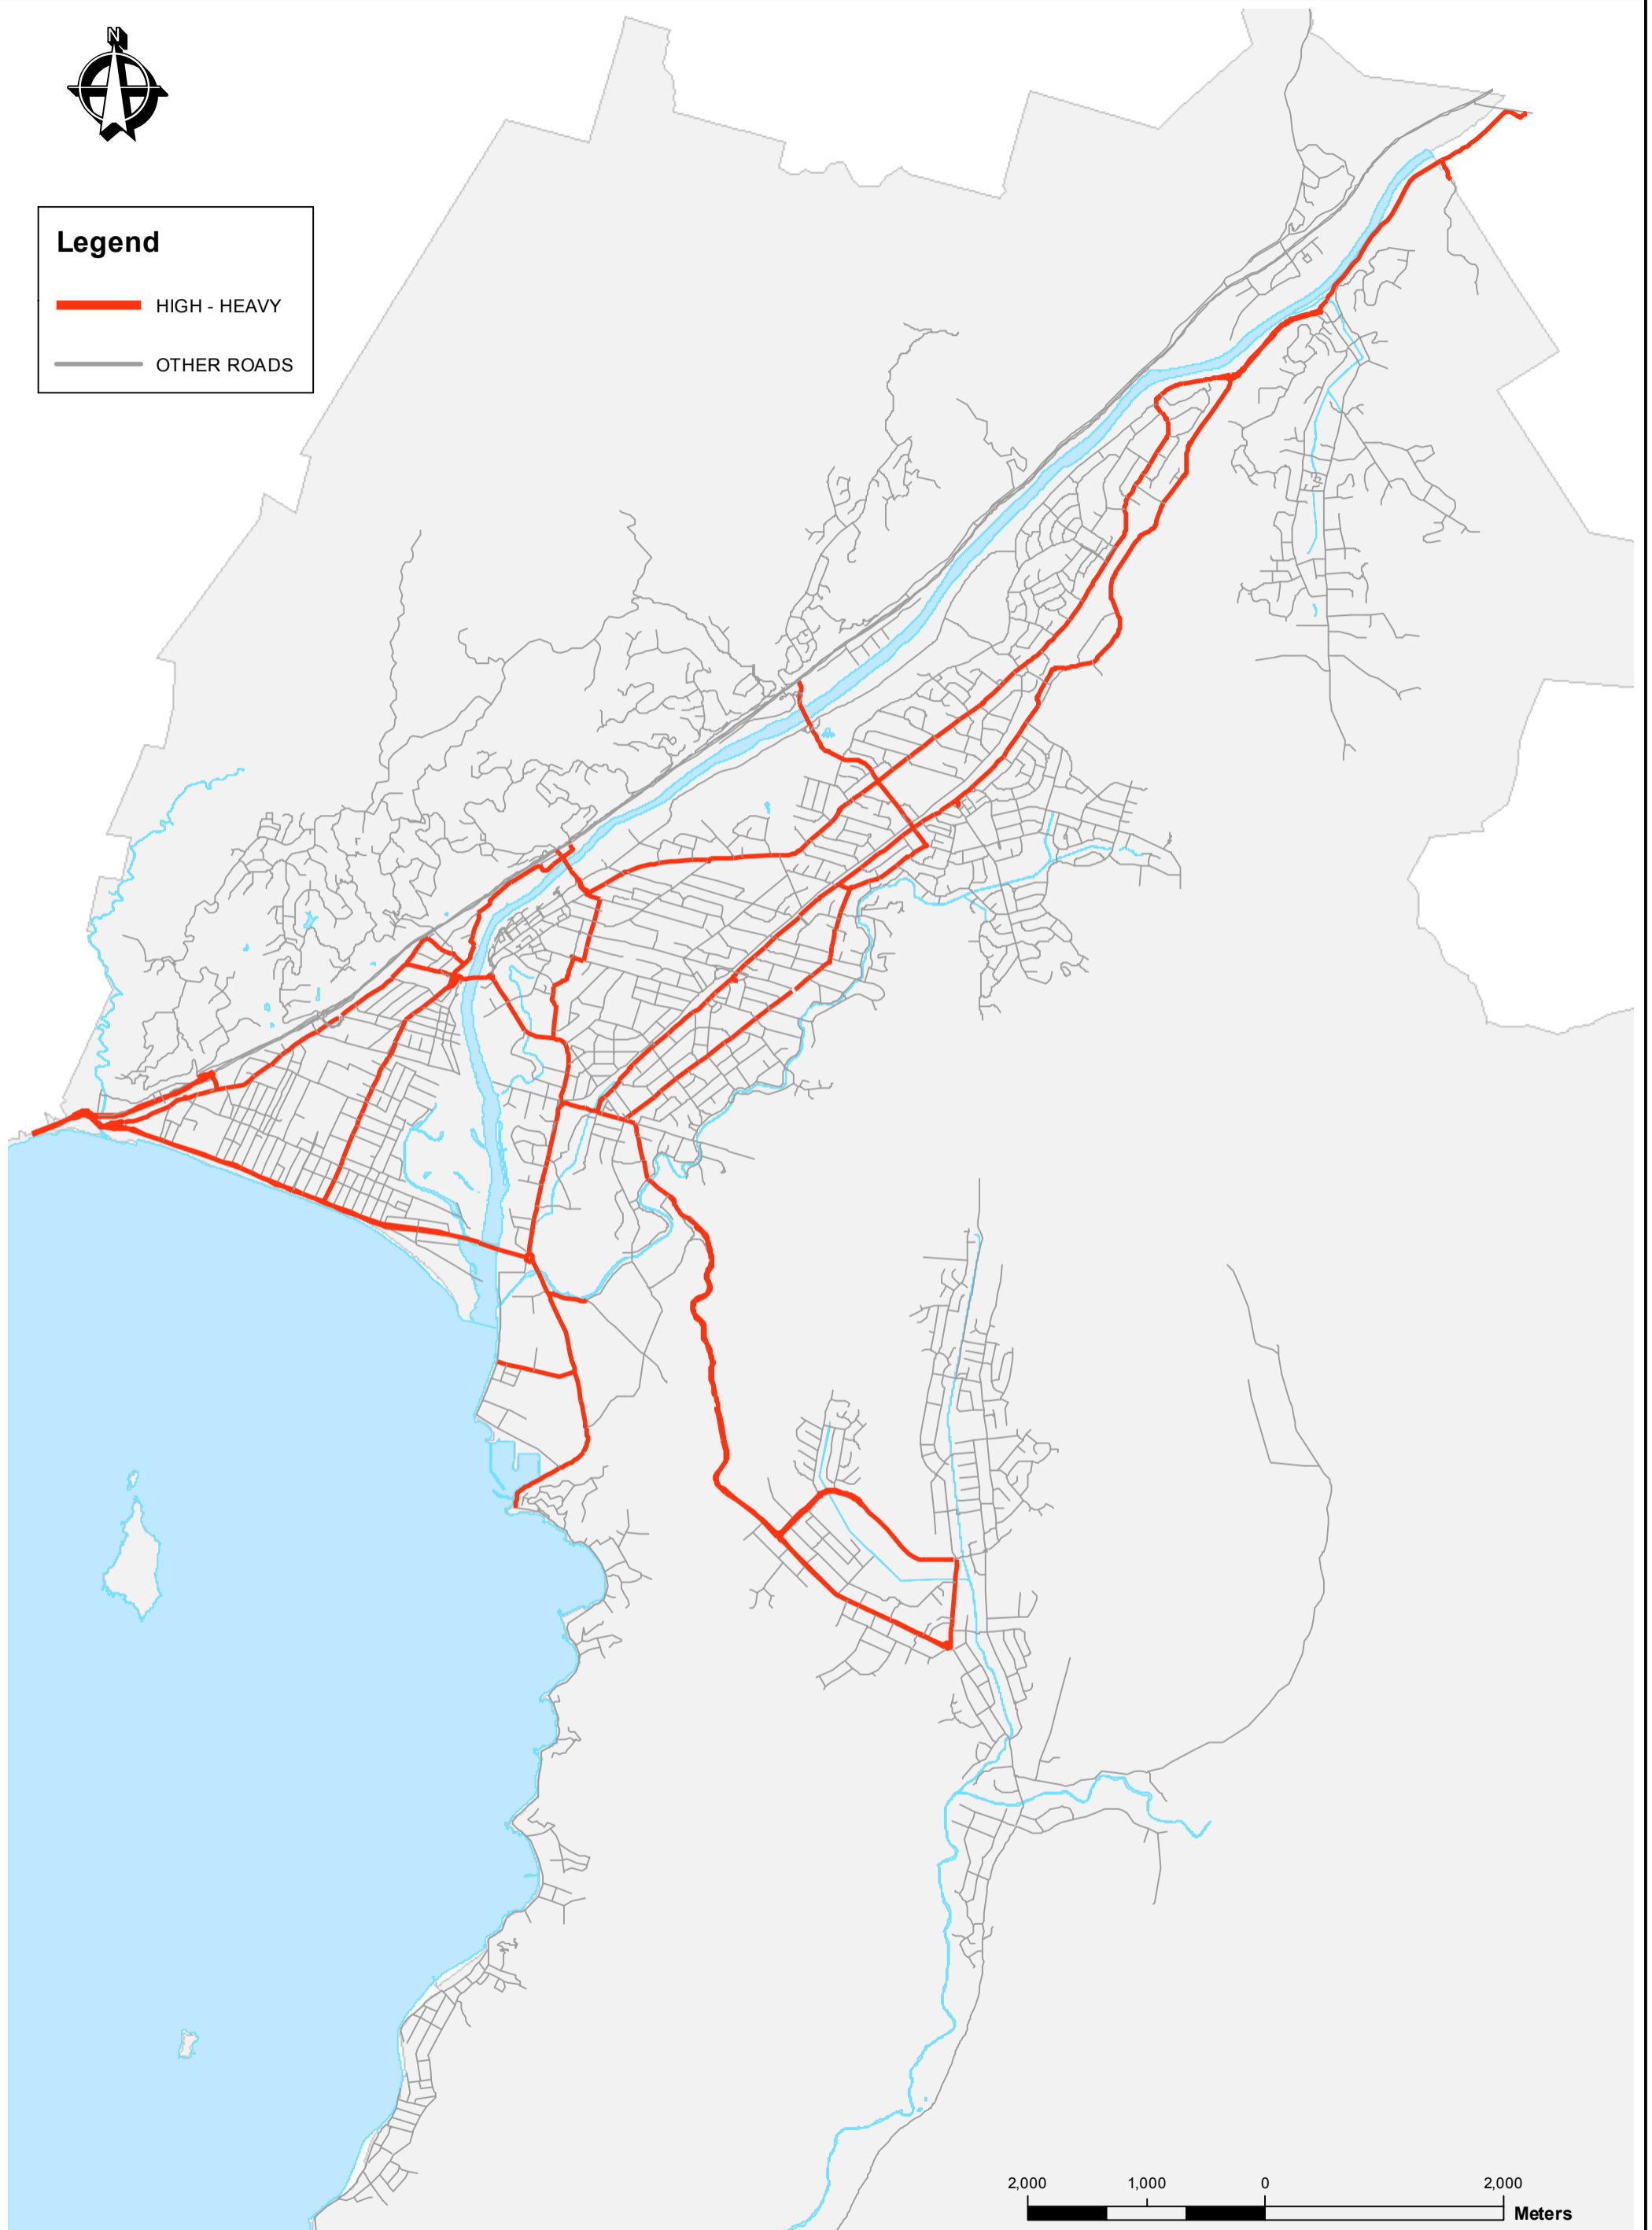 N
Legend
HIGH - HEAVY
OTHER ROADS
2,000 1,000 0 2,000
Meters